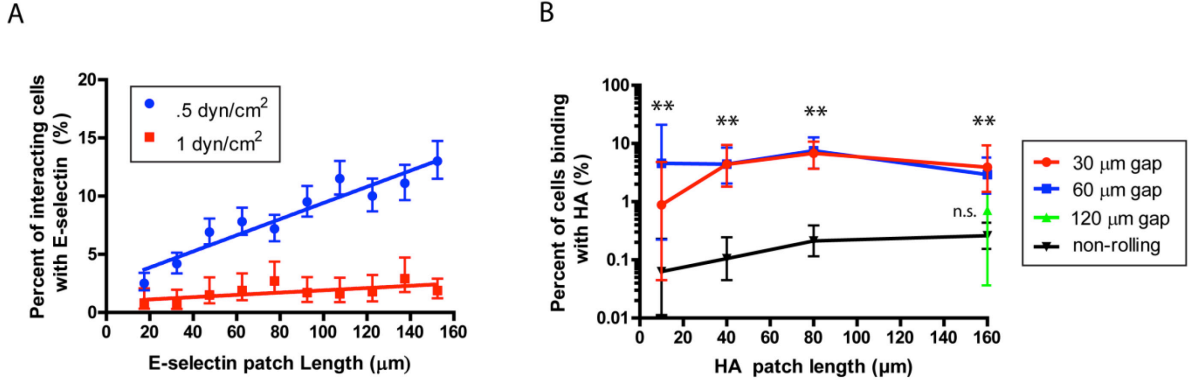 A
Percent of interacting cells
with E-selectin (%)
20
15
10
5
0
.5 dyn/cm²
1 dyn/cm²
0 20 40 60 80 100 120 140 160
E-selectin patch Length (μm)
B
Percent of cells binding
with HA (%)
100
10
1
0.1
0.01
** ** ** **
n.s.
0 20 40 60 80 100 120 140 160
HA patch length (μm)
30 μm gap
60 μm gap
120 μm gap
non-rolling